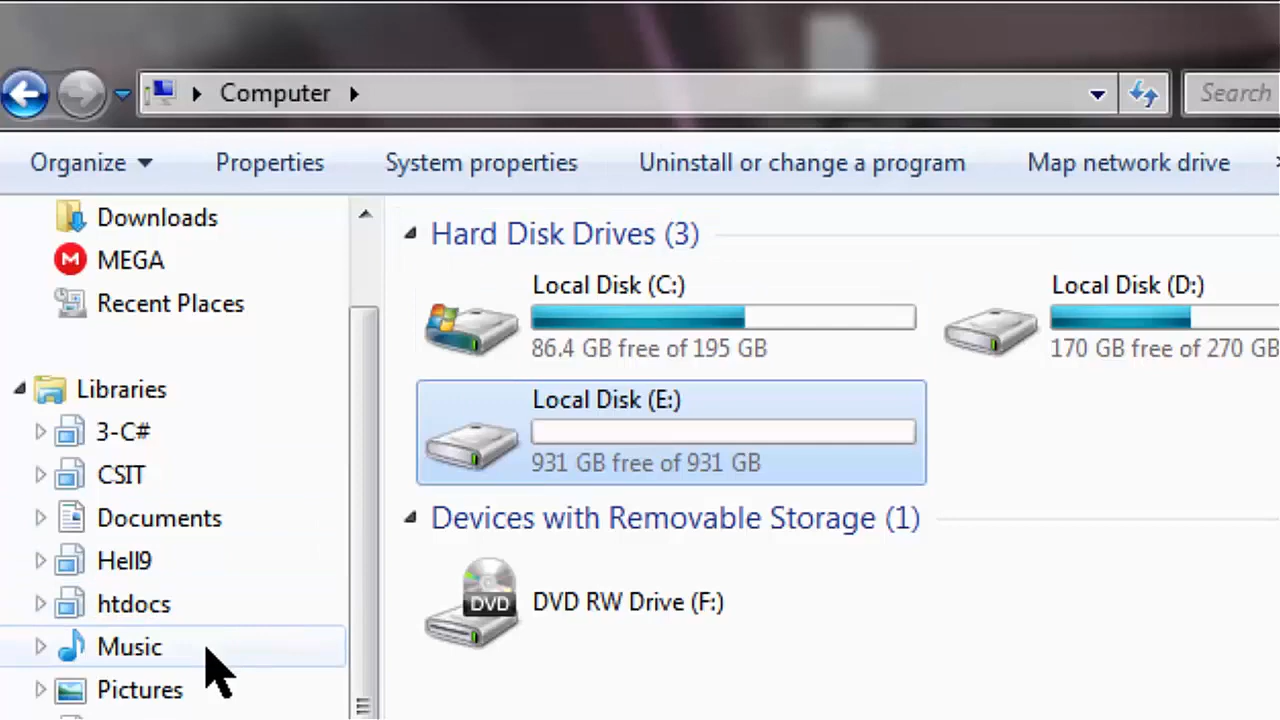 Computer
Search
Organize
Properties
System properties
Uninstall or change a program
Map network drive
Downloads
MEGA
Recent Places
Libraries
3-C#
CSIT
Documents
Hell9
htdocs
Music
Pictures
Hard Disk Drives (3)
Local Disk (C:)
86.4 GB free of 195 GB
Local Disk (D:)
170 GB free of 270 GB
Local Disk (E:)
931 GB free of 931 GB
Devices with Removable Storage (1)
DVD
DVD RW Drive (F:)